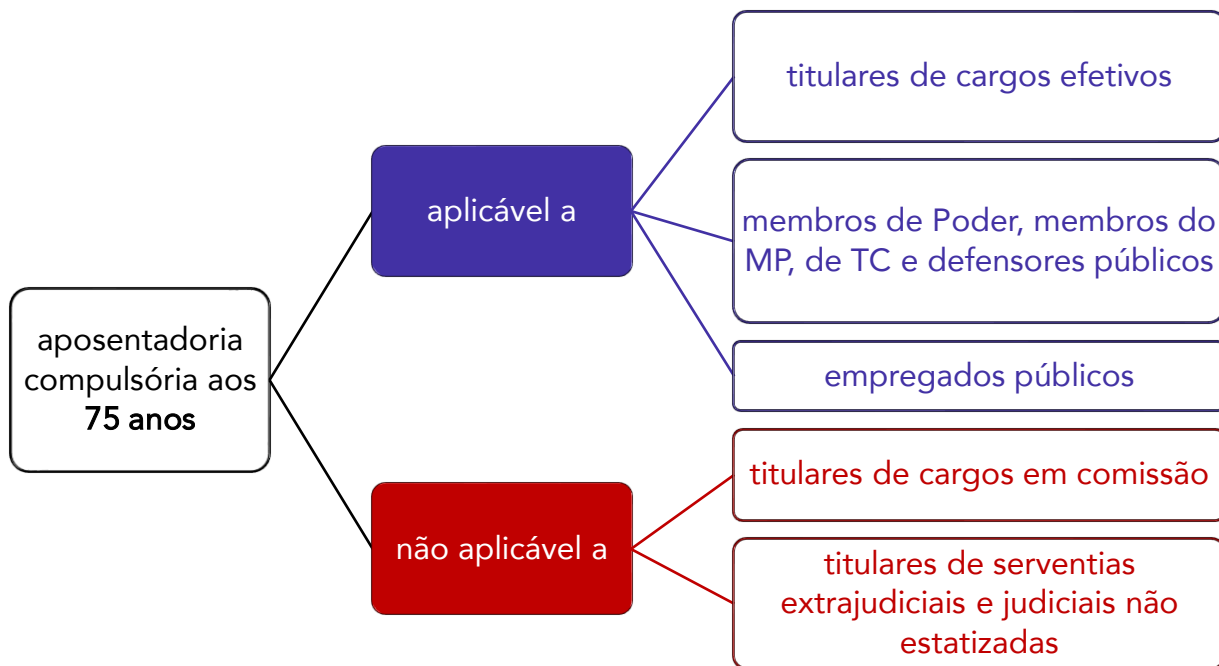 aposentadoria
compulsória aos
75 anos
aplicável a
titulares de cargos efetivos
membros de Poder, membros do
MP, de TC e defensores públicos
empregados públicos
não aplicável a
titulares de cargos em comissão
titulares de serventias
extrajudiciais e judiciais não
estatizadas